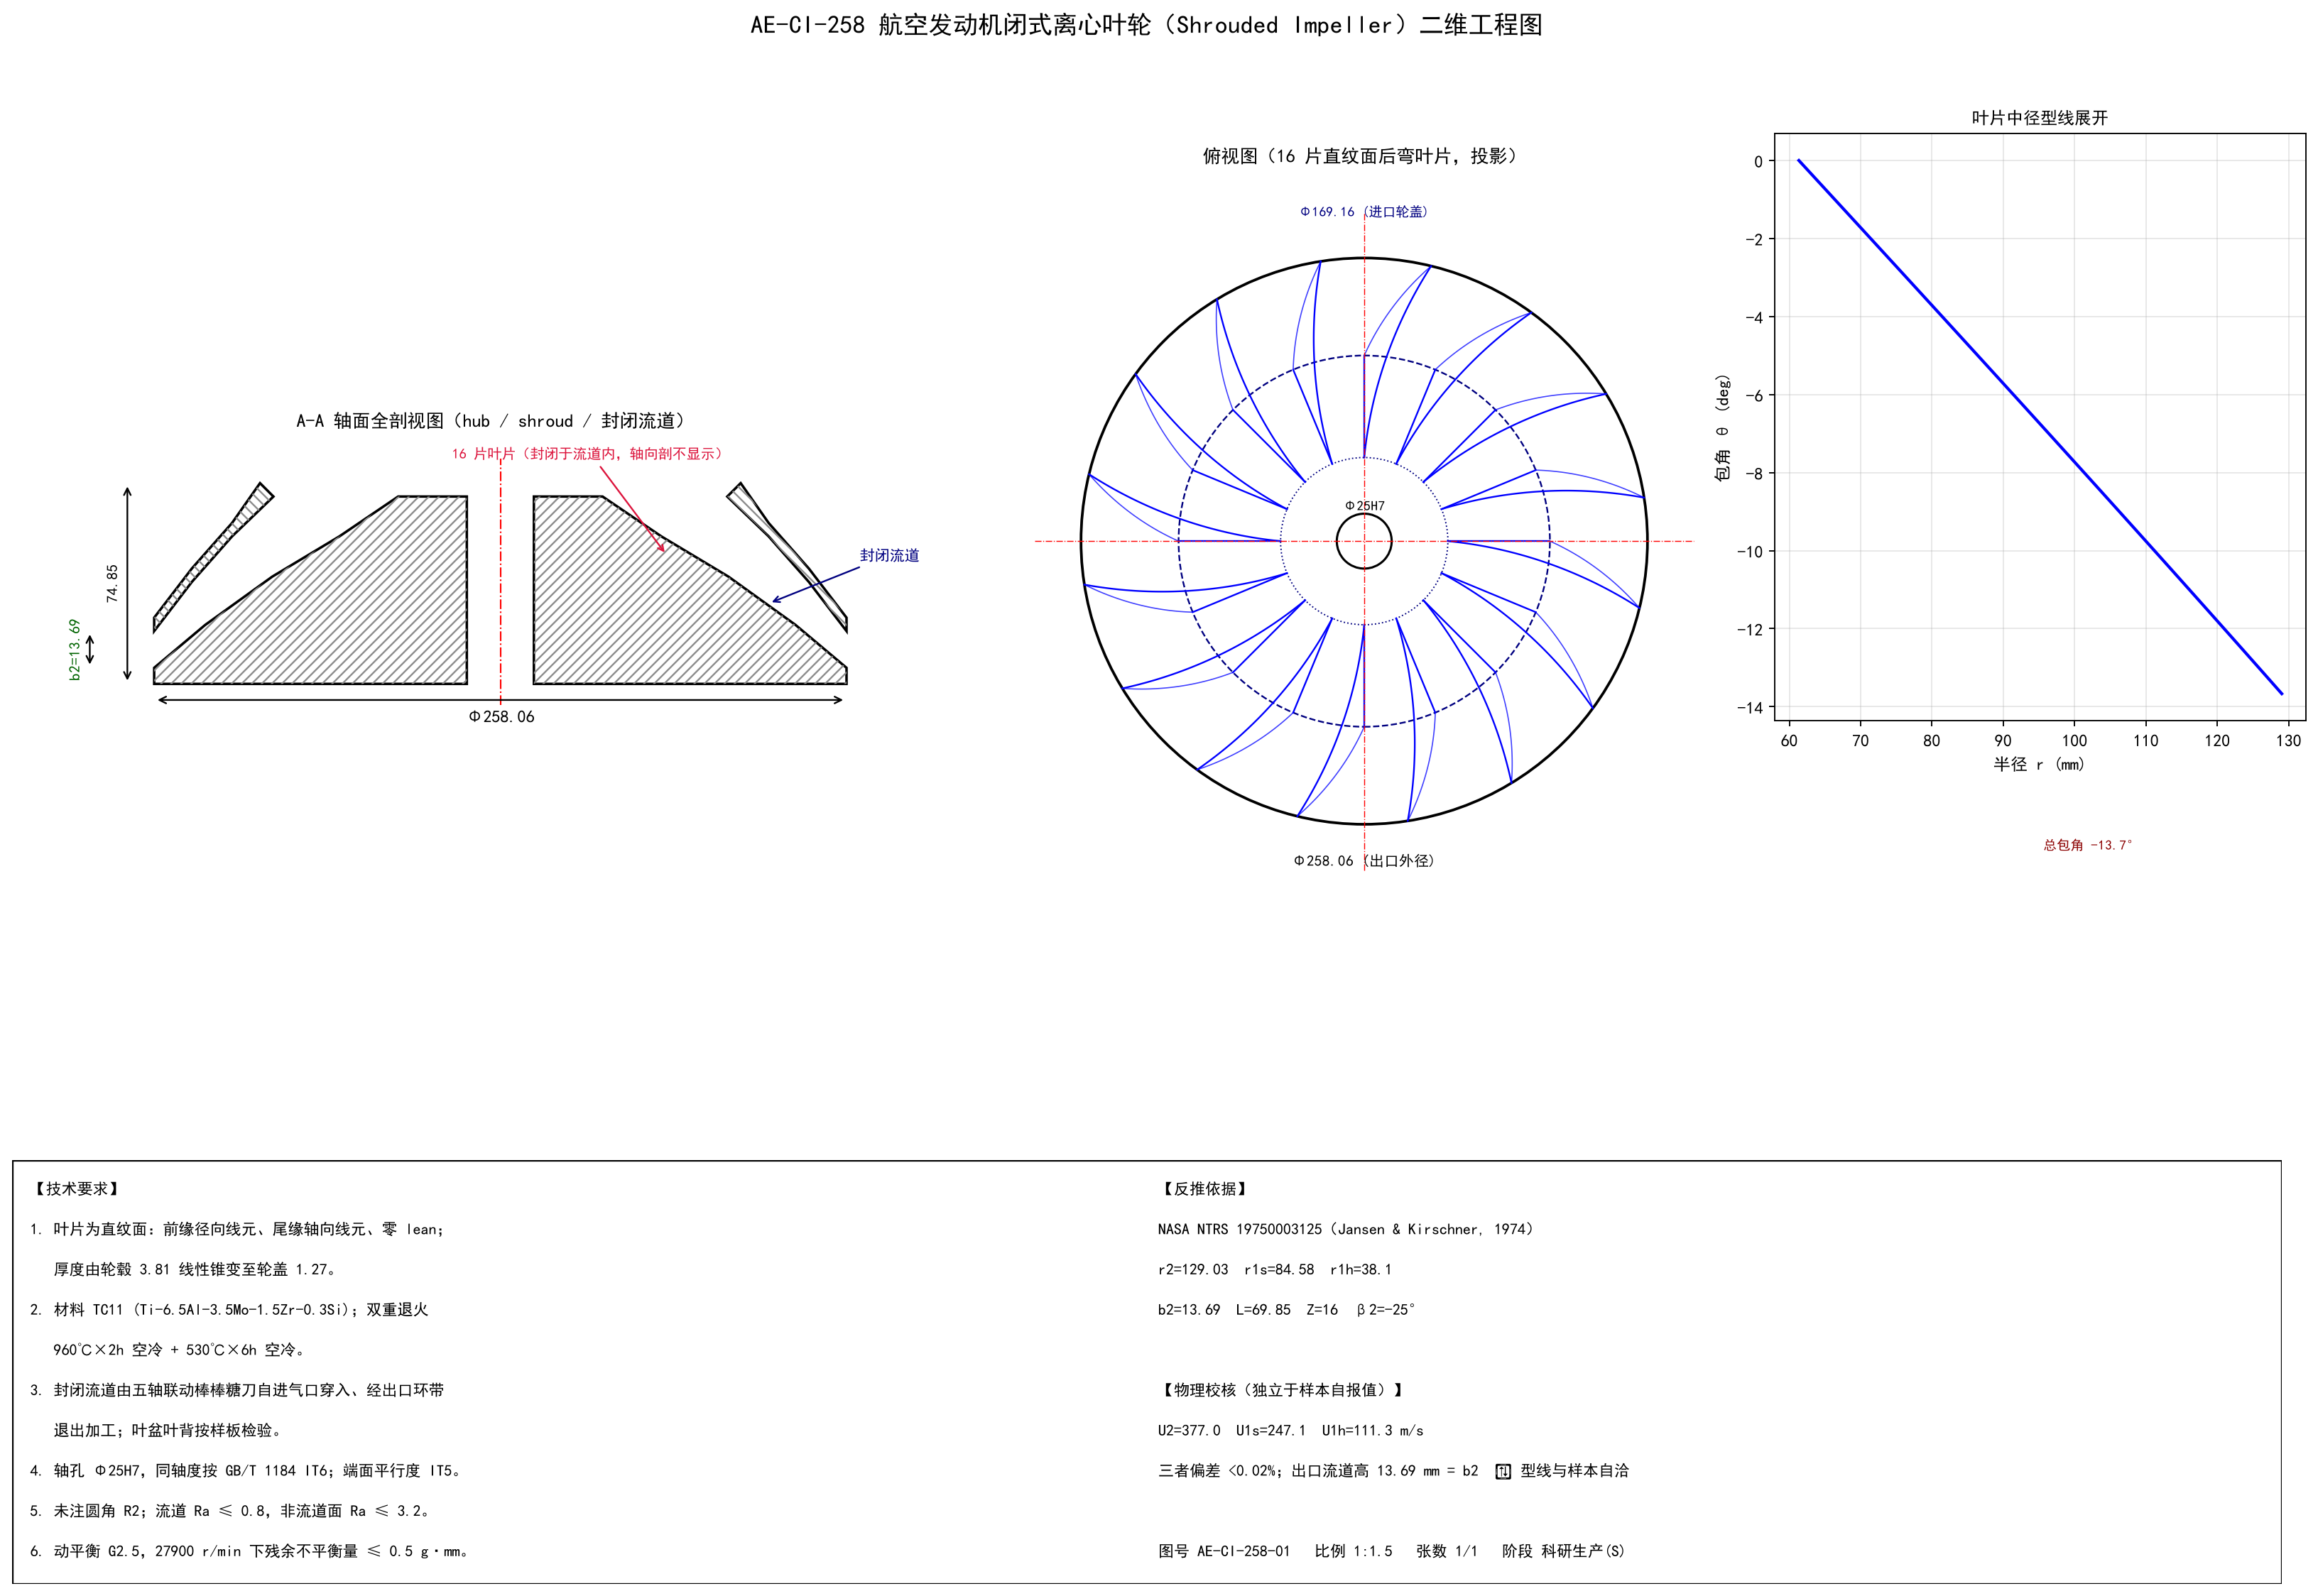 AE-CI-258 航空发动机闭式离心叶轮（Shrouded Impeller）二维工程图
A-A 轴面全剖视图（hub / shroud / 封闭流道）
16 片叶片（封闭于流道内，轴向剖不显示）
封闭流道
74.85
b2=13.69
Φ258.06
俯视图（16 片直纹面后弯叶片，投影）
Φ169.16 (进口轮盖)
Φ25H7
Φ258.06 (出口外径)
叶片中径型线展开
0
−2
−4
−6
−8
−10
−12
−14
包角 θ (deg)
60 70 80 90 100 110 120 130
半径 r (mm)
总包角 -13.7°
【技术要求】
1. 叶片为直纹面：前缘径向线元、尾缘轴向线元、零 lean；
厚度由轮毂 3.81 线性锥变至轮盖 1.27。
2. 材料 TC11 (Ti-6.5Al-3.5Mo-1.5Zr-0.3Si)；双重退火
960℃×2h 空冷 + 530℃×6h 空冷。
3. 封闭流道由五轴联动棒棒糖刀自进气口穿入、经出口环带
退出加工；叶盆叶背按样板检验。
4. 轴孔 Φ25H7，同轴度按 GB/T 1184 IT6；端面平行度 IT5。
5. 未注圆角 R2；流道 Ra ≤ 0.8，非流道面 Ra ≤ 3.2。
6. 动平衡 G2.5，27900 r/min 下残余不平衡量 ≤ 0.5 g·mm。
【反推依据】
NASA NTRS 19750003125 (Jansen & Kirschner, 1974)
r2=129.03 r1s=84.58 r1h=38.1
b2=13.69 L=69.85 Z=16 β2=-25°
【物理校核（独立于样本自报值）】
U2=377.0 U1s=247.1 U1h=111.3 m/s
三者偏差 <0.02%；出口流道高 13.69 mm = b2 型线与样本自洽
图号 AE-CI-258-01 比例 1:1.5 张数 1/1 阶段 科研生产(S)